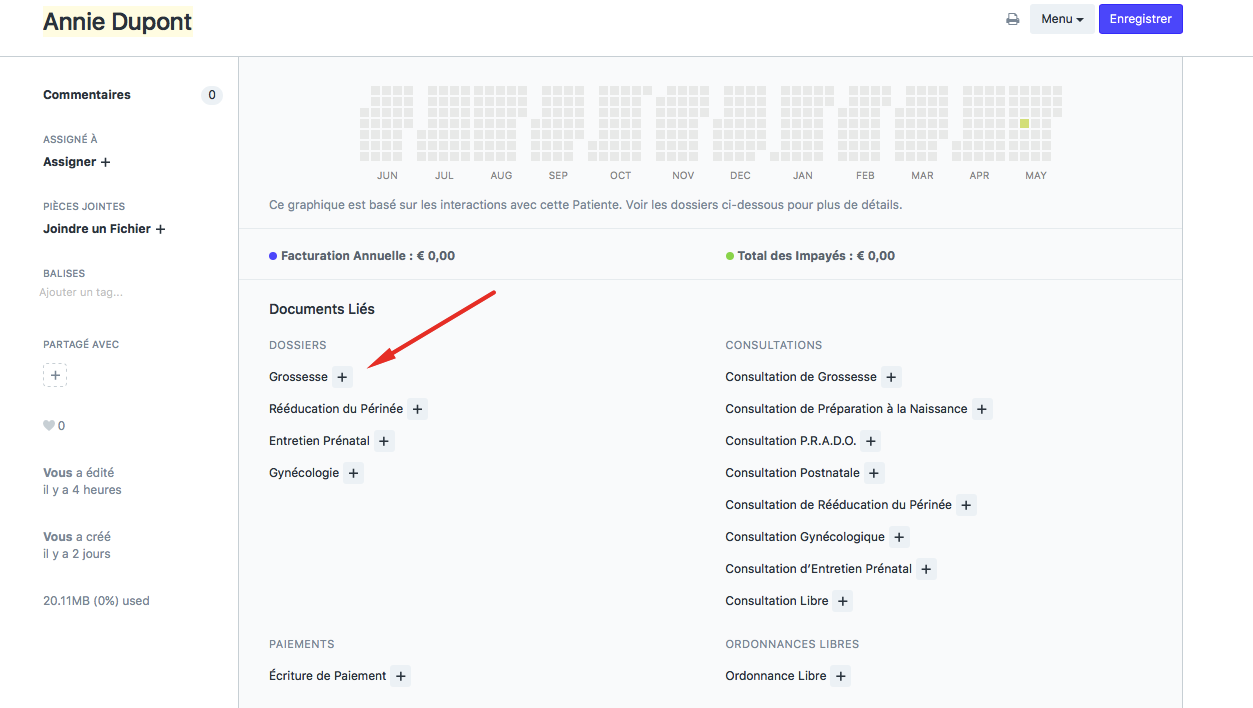 Annie Dupont
Menu
Enregistrer
Commentaires 0
ASSIGNÉ À
Assigner +
PIÈCES JOINTES
Joindre un Fichier +
BALISES
Ajouter un tag...
PARTAGÉ AVEC
+
0
Vous a édité
il y a 4 heures
Vous a créé
il y a 2 jours
20.11MB (0%) used
JUN JUL AUG SEP OCT NOV DEC JAN FEB MAR APR MAY
Ce graphique est basé sur les interactions avec cette Patiente. Voir les dossiers ci-dessous pour plus de détails.
Facturation Annuelle : € 0,00
Total des Impayés : € 0,00
Documents Liés
DOSSIERS
Grossesse +
Rééducation du Périnée +
Entretien Prénatal +
Gynécologie +
CONSULTATIONS
Consultation de Grossesse +
Consultation de Préparation à la Naissance +
Consultation P.R.A.D.O. +
Consultation Postnatale +
Consultation de Rééducation du Périnée +
Consultation Gynécologique +
Consultation d’Entretien Prénatal +
Consultation Libre +
PAIEMENTS
Écriture de Paiement +
ORDONNANCES LIBRES
Ordonnance Libre +